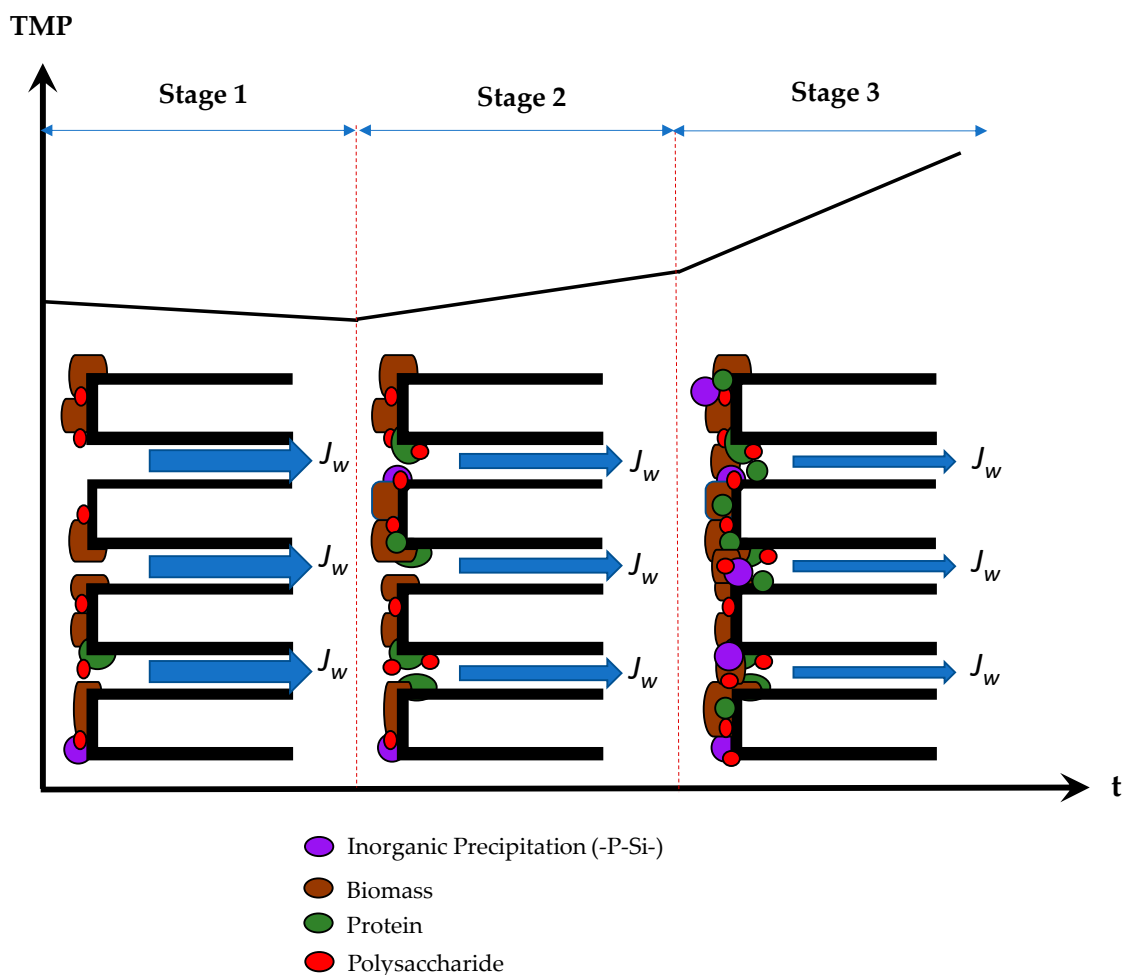 TMP
Stage 1
Stage 2
Stage 3
Jw
Jw
Jw
Jw
Jw
Jw
Jw
Jw
Jw
t
Inorganic Precipitation (-P-Si-)
Biomass
Protein
Polysaccharide